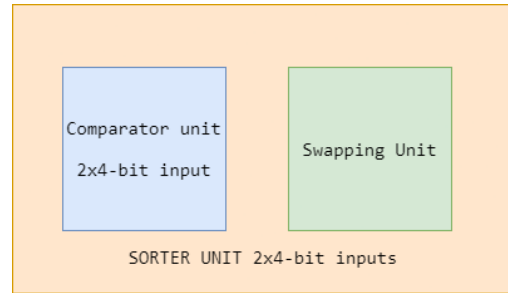 Comparator unit
2x4-bit input
Swapping Unit
SORTER UNIT 2x4-bit inputs